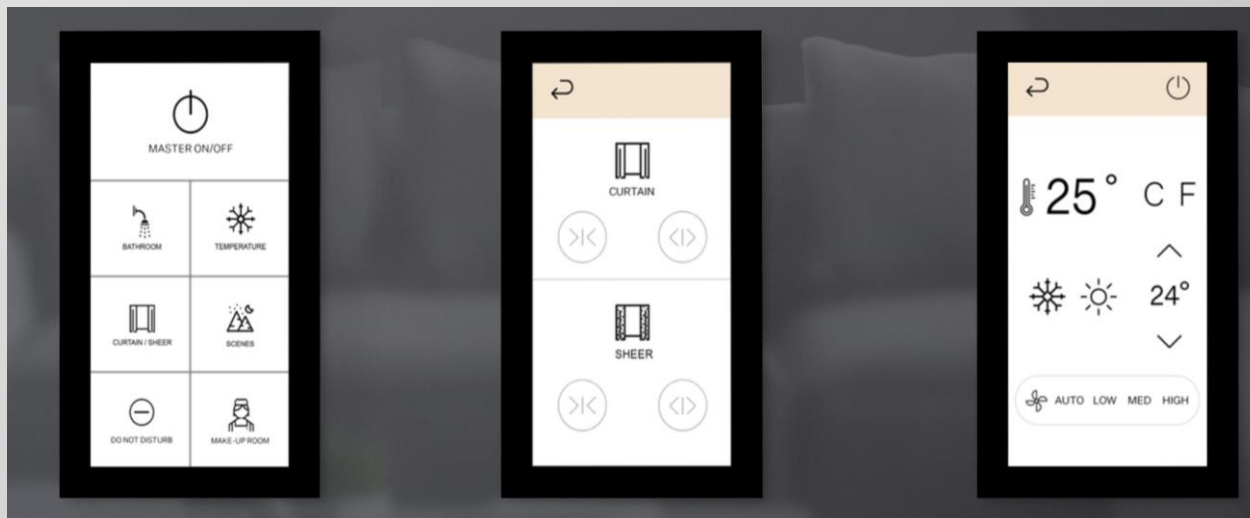 MASTER ON/OFF
BATHROOM
TEMPERATURE
CURTAIN / SHEER
SCENES
DO NOT DISTURB
MAKE-UP ROOM
CURTAIN
SHEER
25° C F
24°
AUTO LOW MED HIGH